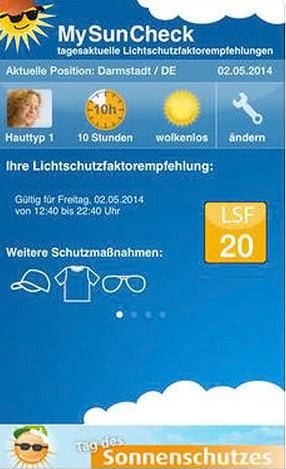 MySunCheck
tagesaktuelle Lichtschutzfaktorempfehlungen
Aktuelle Position: Darmstadt / DE 02.05.2014
10h
Hauttyp 1 10 Stunden wolkenlos ändern
Ihre Lichtschutzfaktorempfehlung:
Gültig für Freitag, 02.05.2014
von 12:40 bis 22:40 Uhr
LSF
20
Weitere Schutzmaßnahmen:
Tag des
Sonnenschutzes